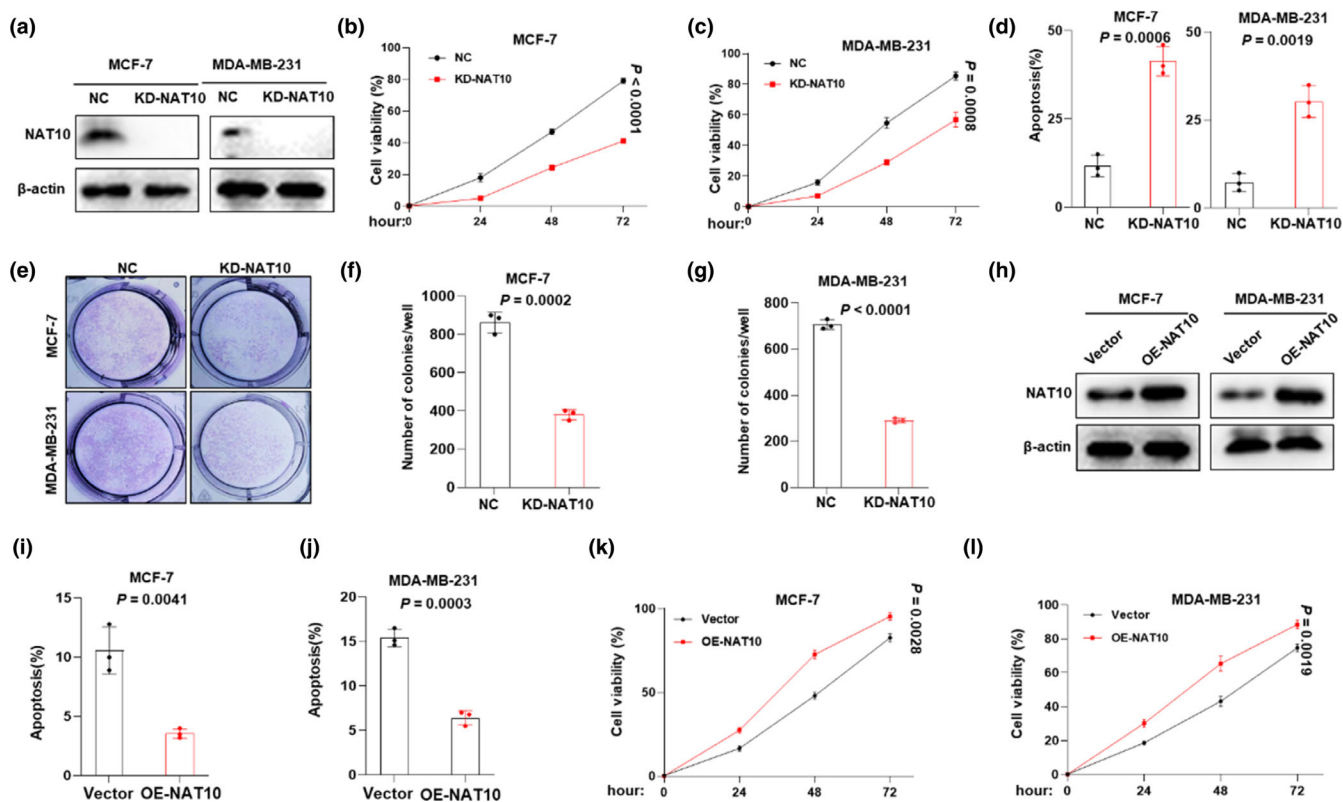 (a)
MCF-7 MDA-MB-231
NC KD-NAT10 NC KD-NAT10
NAT10
β-actin
(b)
MCF-7
NC
KD-NAT10
P < 0.0001
Cell viability (%)
100
80
60
40
20
0
hour: 0 24 48 72
(c)
MDA-MB-231
NC
KD-NAT10
P = 0.0008
Cell viability (%)
100
80
60
40
20
0
hour: 0 24 48 72
(d)
MCF-7
P = 0.0006
Apoptosis(%)
50
25
0
NC KD-NAT10
MDA-MB-231
P = 0.0019
50
25
0
NC KD-NAT10
(e)
NC KD-NAT10
MCF-7
MDA-MB-231
(f)
MCF-7
P = 0.0002
Number of colonies/well
1000
800
600
400
200
0
NC KD-NAT10
(g)
MDA-MB-231
P < 0.0001
Number of colonies/well
800
600
400
200
0
NC KD-NAT10
(h)
MCF-7 MDA-MB-231
Vector OE-NAT10 Vector OE-NAT10
NAT10
β-actin
(i)
MCF-7
P = 0.0041
Apoptosis(%)
15
10
5
0
Vector OE-NAT10
(j)
MDA-MB-231
P = 0.0003
Apoptosis(%)
20
15
10
5
0
Vector OE-NAT10
(k)
MCF-7
Vector
OE-NAT10
P = 0.0028
Cell viability (%)
100
50
0
hour: 0 24 48 72
(l)
MDA-MB-231
Vector
OE-NAT10
P = 0.0019
Cell viability (%)
100
80
60
40
20
0
hour: 0 24 48 72